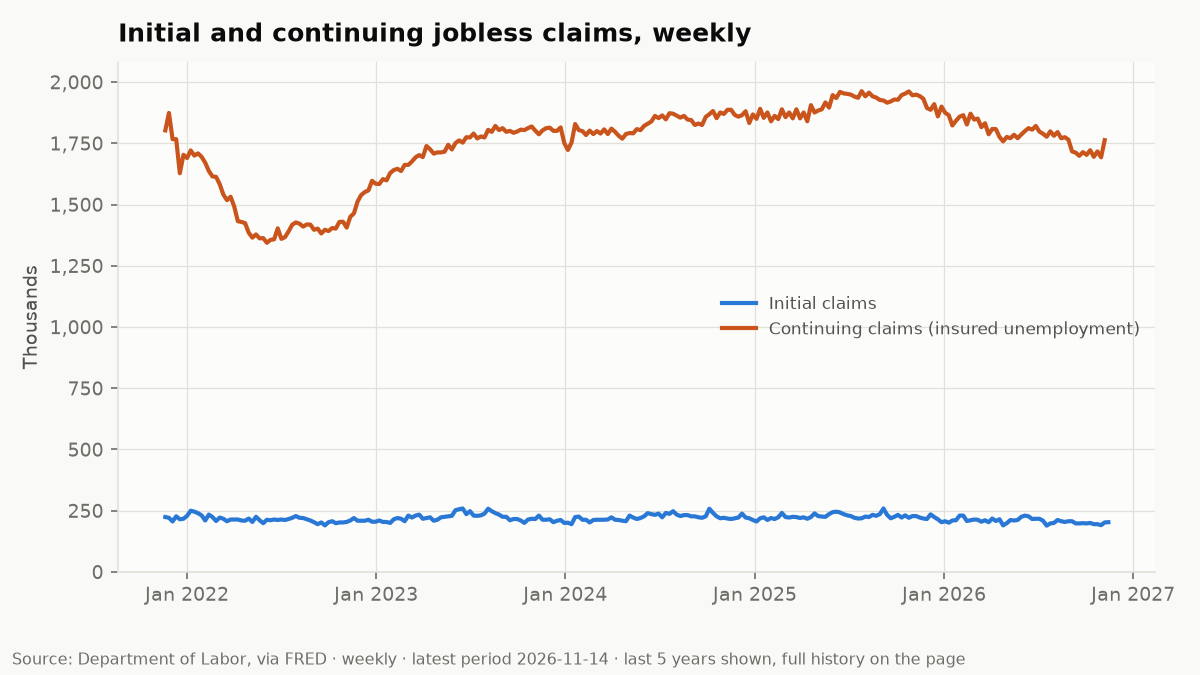 Initial and continuing jobless claims, weekly
Thousands
2,000
1,750
1,500
1,250
1,000
750
500
250
0
Initial claims
Continuing claims (insured unemployment)
Jan 2022
Jan 2023
Jan 2024
Jan 2025
Jan 2026
Jan 2027
Source: Department of Labor, via FRED · weekly · latest period 2026-11-14 · last 5 years shown, full history on the page